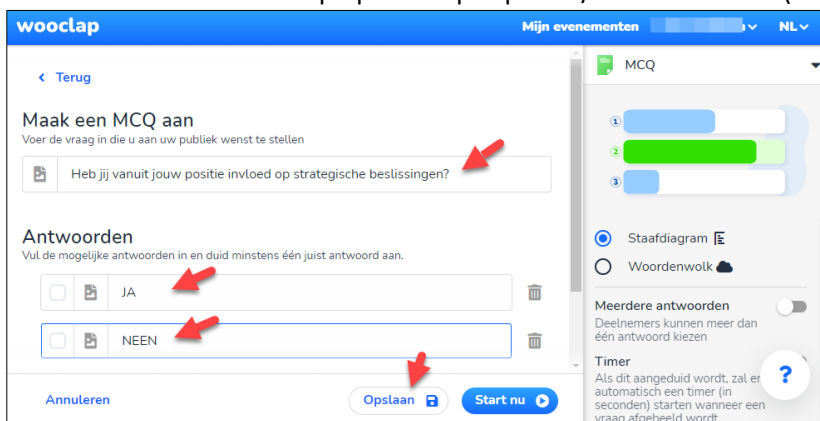 wooclap
Mijn evenementen
NL
Terug
Maak een MCQ aan
Voer de vraag in die u aan uw publiek wenst te stellen
Heb jij vanuit jouw positie invloed op strategische beslissingen?
Antwoorden
Vul de mogelijke antwoorden in en duid minstens één juist antwoord aan.
JA
NEEN
Annuleren
Opslaan
Start nu
MCQ
1
2
3
Staafdiagram
Woordenwolk
Meerdere antwoorden
Deelnemers kunnen meer dan
één antwoord kiezen
Timer
Als dit aangeduid wordt, zal er
automatisch een timer (in
seconden) starten wanneer een
vraag afgebeeld wordt.
?